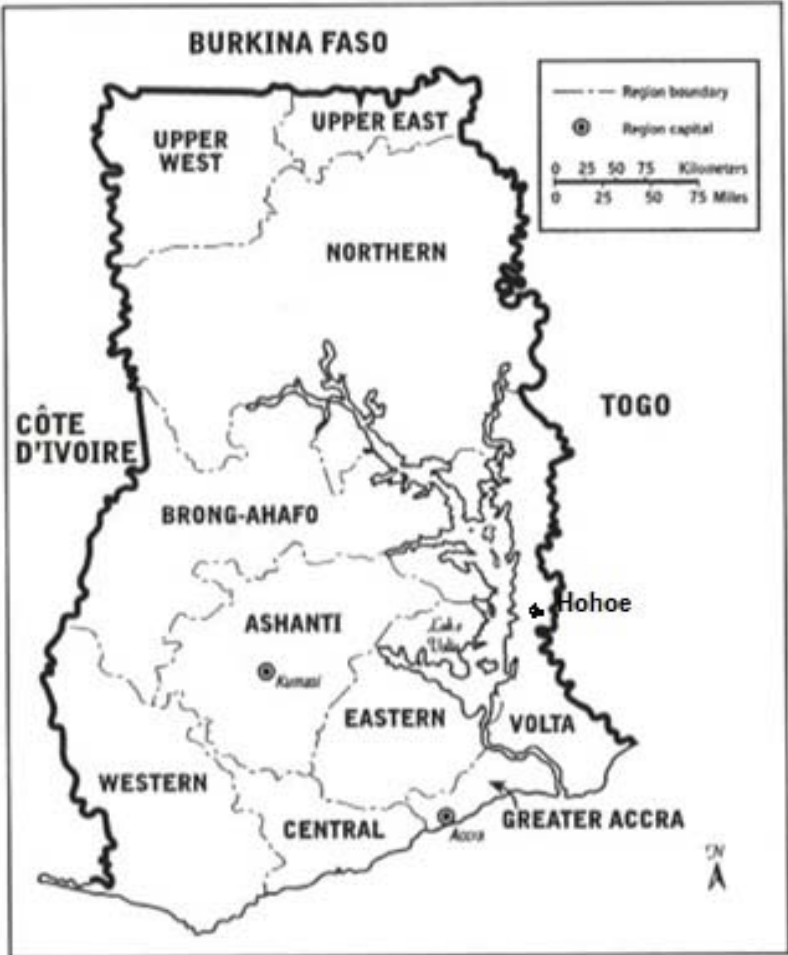 BURKINA FASO
Region boundary
Region capital
0 25 50 75 Kilometers
0 25 50 75 Miles
UPPER EAST
UPPER
WEST
NORTHERN
TOGO
CÔTE
D'IVOIRE
BRONG-AHAFO
Hohoe
ASHANTI
Lake
Volta
Kumasi
EASTERN
VOLTA
WESTERN
CENTRAL
GREATER ACCRA
Accra
N